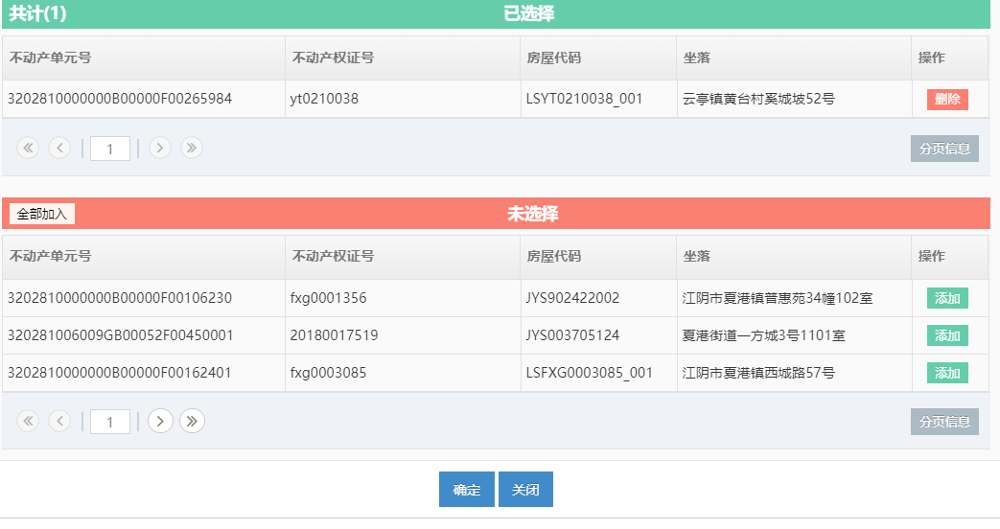 共计(1) 已选择
不动产单元号 不动产权证号 房屋代码 坐落 操作
3202810000000B00000F00265984 yt0210038 LSYT0210038_001 云亭镇黄台村奚城坡52号 删除
1 分页信息
全部加入 未选择
不动产单元号 不动产权证号 房屋代码 坐落 操作
3202810000000B00000F00106230 fxg0001356 JYS902422002 江阴市夏港镇普惠苑34幢102室 添加
320281006009GB00052F00450001 20180017519 JYS003705124 夏港街道一方城3号1101室 添加
3202810000000B00000F00162401 fxg0003085 LSFXG0003085_001 江阴市夏港镇西城路57号 添加
1 分页信息
确定 关闭